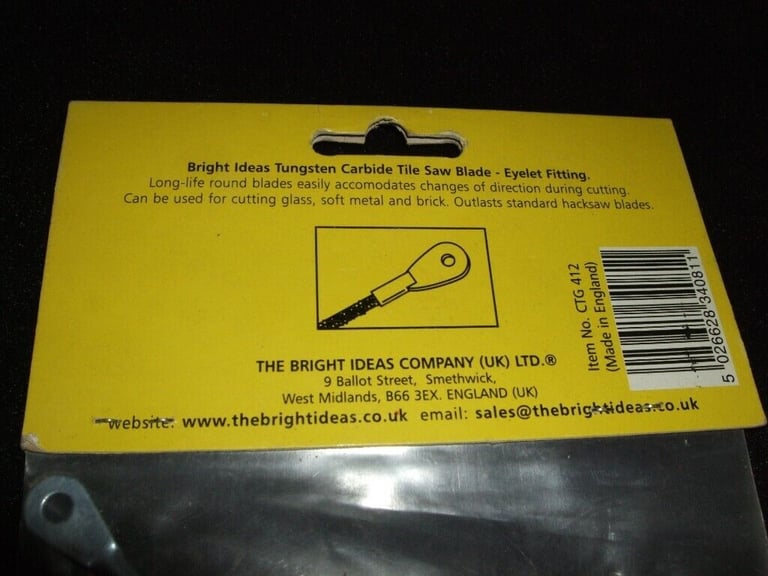 Bright Ideas Tungsten Carbide Tile Saw Blade - Eyelet Fitting.
Long-life round blades easily accomodates changes of direction during cutting.
Can be used for cutting glass, soft metal and brick. Outlasts standard hacksaw blades.
Item No. CTG 412
(Made in England)
5 026628 340811
THE BRIGHT IDEAS COMPANY (UK) LTD.®
9 Ballot Street, Smethwick,
West Midlands, B66 3EX. ENGLAND (UK)
website: www.thebrightideas.co.uk email: sales@thebrightideas.co.uk